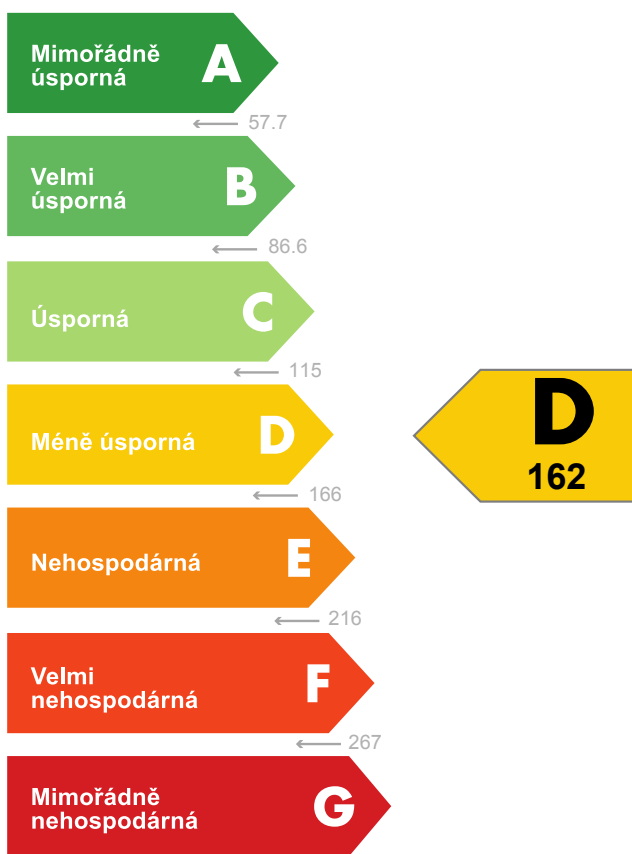 Mimořádně
úsporná
A
57.7
Velmi
úsporná
B
86.6
Úsporná
C
115
Méně úsporná
D
166
D
162
Nehospodárná
E
216
Velmi
nehospodárná
F
267
Mimořádně
nehospodárná
G